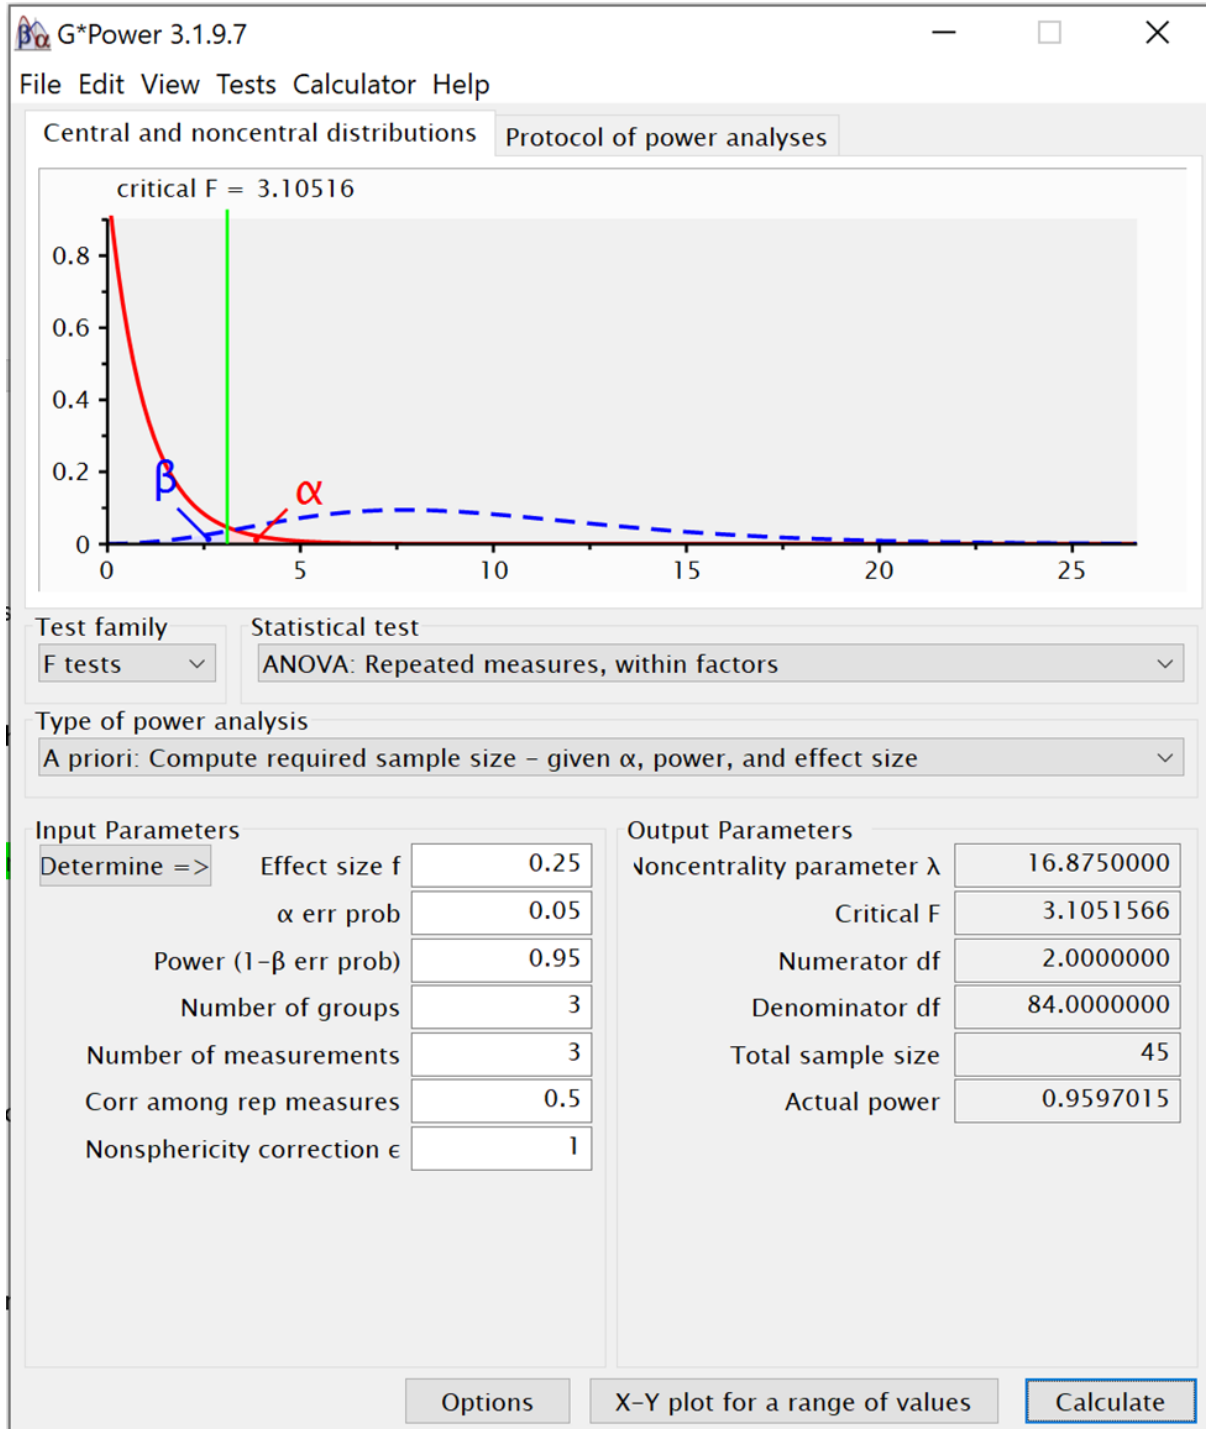 G*Power 3.1.9.7
File Edit View Tests Calculator Help
Central and noncentral distributions
Protocol of power analyses
critical F = 3.10516
0.8
0.6
0.4
0.2
0
β
α
0 5 10 15 20 25
Test family
Statistical test
F tests
ANOVA: Repeated measures, within factors
Type of power analysis
A priori: Compute required sample size – given α, power, and effect size
Input Parameters
Determine =>
Effect size f 0.25
α err prob 0.05
Power (1-β err prob) 0.95
Number of groups 3
Number of measurements 3
Corr among rep measures 0.5
Nonsphericity correction ϵ 1
Output Parameters
Noncentrality parameter λ 16.8750000
Critical F 3.1051566
Numerator df 2.0000000
Denominator df 84.0000000
Total sample size 45
Actual power 0.9597015
Options
X-Y plot for a range of values
Calculate